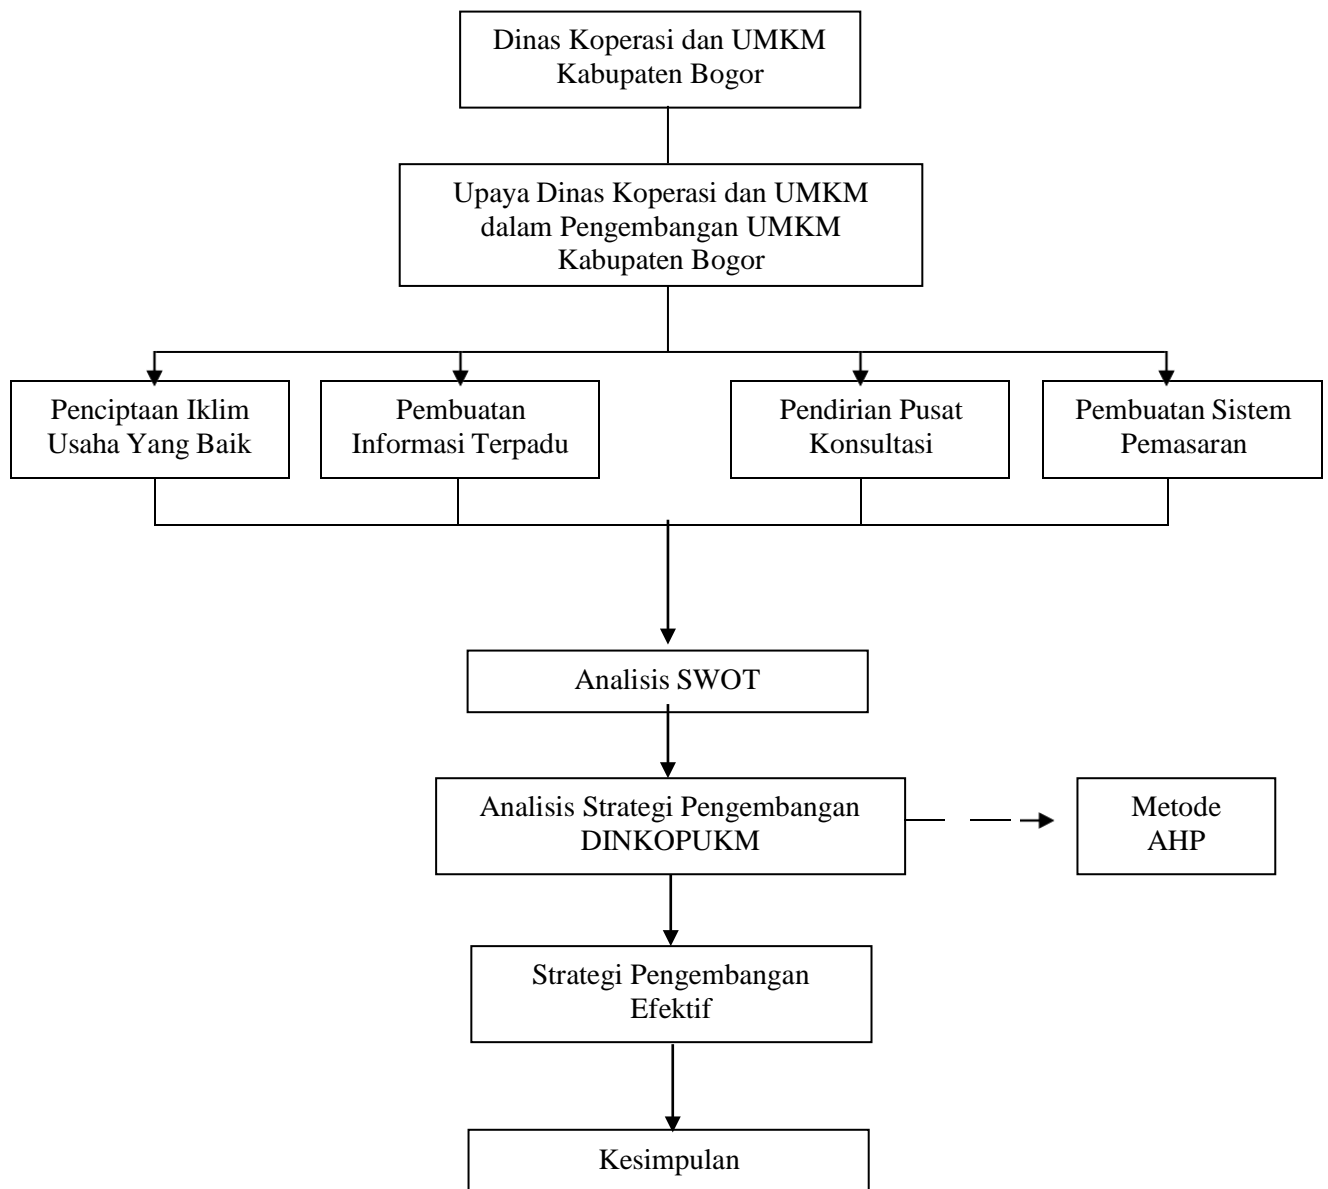 Dinas Koperasi dan UMKM
Kabupaten Bogor
Upaya Dinas Koperasi dan UMKM
dalam Pengembangan UMKM
Kabupaten Bogor
Penciptaan Iklim
Usaha Yang Baik
Pembuatan
Informasi Terpadu
Pendirian Pusat
Konsultasi
Pembuatan Sistem
Pemasaran
Analisis SWOT
Analisis Strategi Pengembangan
DINKOPUKM
Metode
AHP
Strategi Pengembangan
Efektif
Kesimpulan